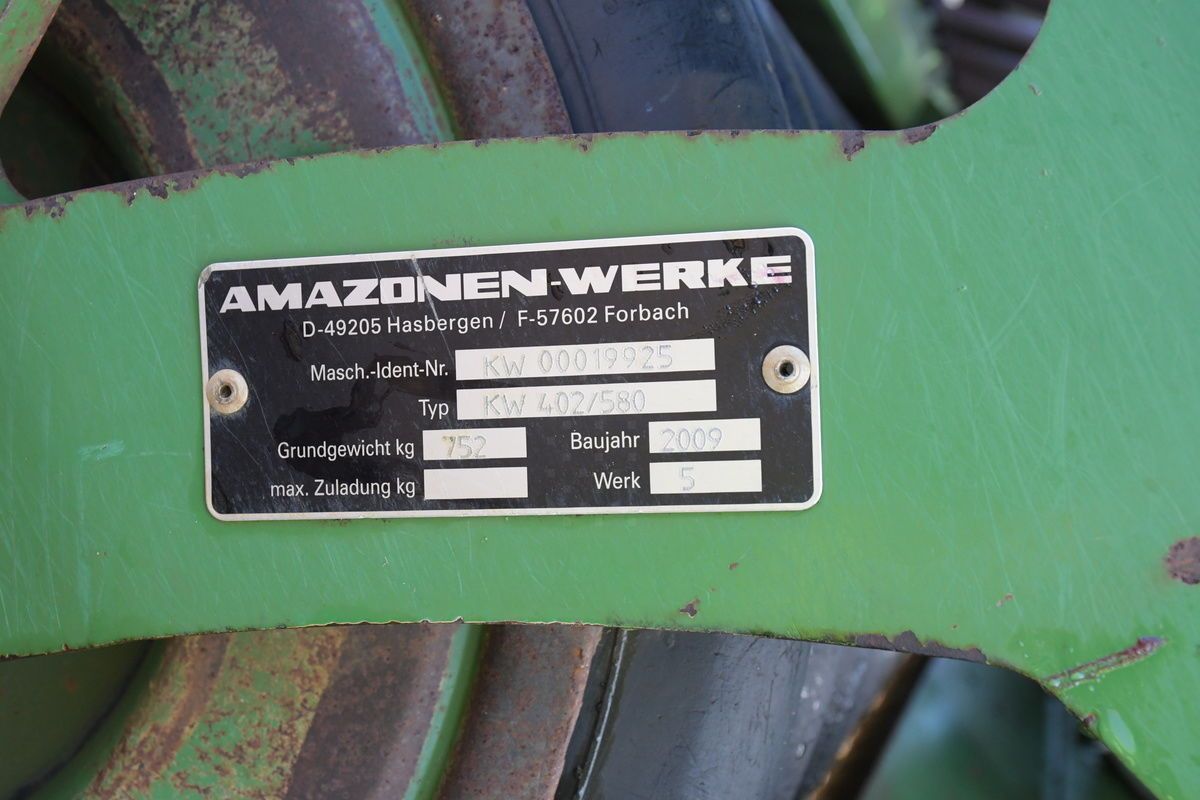 AMAZONEN-WERKE
D-49205 Hasbergen / F-57602 Forbach
Masch.-Ident-Nr. KW 00019925
Typ KW 402/580
Grundgewicht kg 752 Baujahr 2009
max. Zuladung kg Werk 5